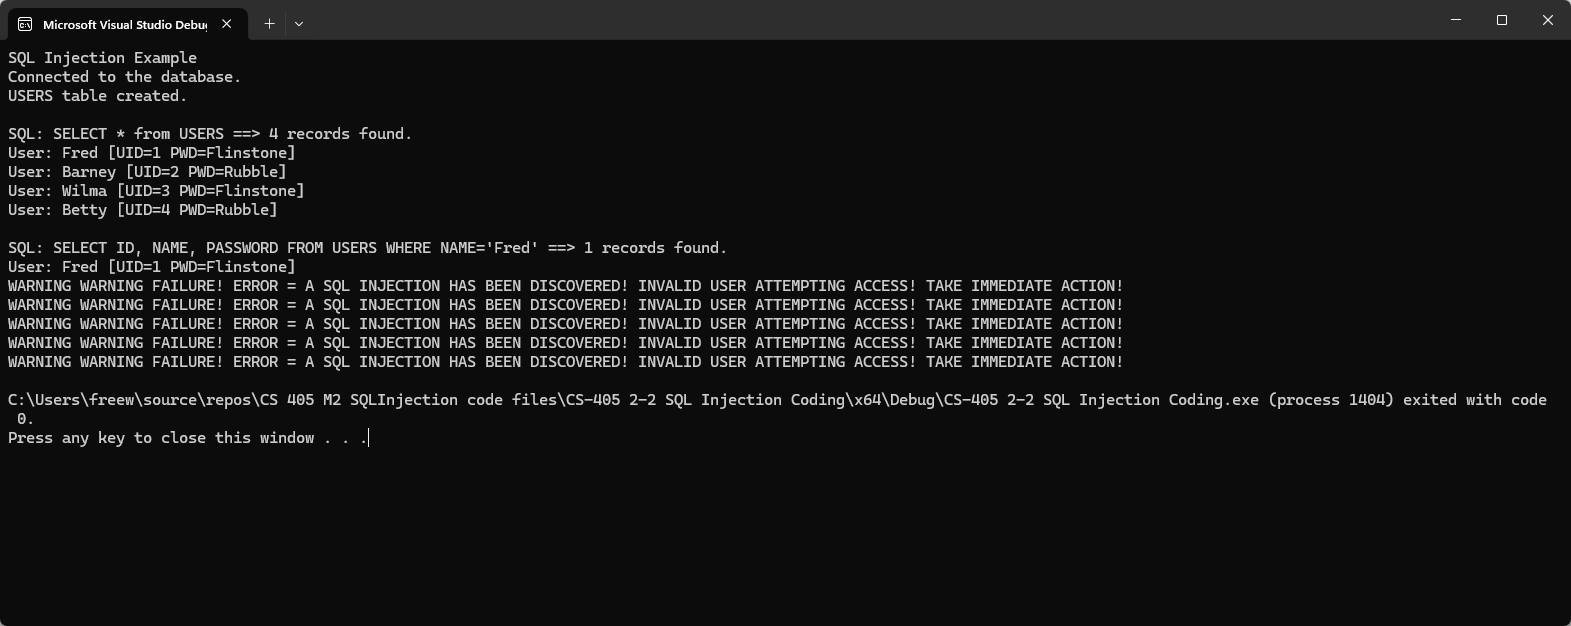 Microsoft Visual Studio Debu
SQL Injection Example
Connected to the database.
USERS table created.
SQL: SELECT * from USERS ==> 4 records found.
User: Fred [UID=1 PWD=Flinstone]
User: Barney [UID=2 PWD=Rubble]
User: Wilma [UID=3 PWD=Flinstone]
User: Betty [UID=4 PWD=Rubble]
SQL: SELECT ID, NAME, PASSWORD FROM USERS WHERE NAME='Fred' ==> 1 records found.
User: Fred [UID=1 PWD=Flinstone]
WARNING WARNING FAILURE! ERROR = A SQL INJECTION HAS BEEN DISCOVERED! INVALID USER ATTEMPTING ACCESS! TAKE IMMEDIATE ACTION!
WARNING WARNING FAILURE! ERROR = A SQL INJECTION HAS BEEN DISCOVERED! INVALID USER ATTEMPTING ACCESS! TAKE IMMEDIATE ACTION!
WARNING WARNING FAILURE! ERROR = A SQL INJECTION HAS BEEN DISCOVERED! INVALID USER ATTEMPTING ACCESS! TAKE IMMEDIATE ACTION!
WARNING WARNING FAILURE! ERROR = A SQL INJECTION HAS BEEN DISCOVERED! INVALID USER ATTEMPTING ACCESS! TAKE IMMEDIATE ACTION!
WARNING WARNING FAILURE! ERROR = A SQL INJECTION HAS BEEN DISCOVERED! INVALID USER ATTEMPTING ACCESS! TAKE IMMEDIATE ACTION!
C:\Users\freew\source\repos\CS 405 M2 SQLInjection code files\CS-405 2-2 SQL Injection Coding\x64\Debug\CS-405 2-2 SQL Injection Coding.exe (process 1404) exited with code
0.
Press any key to close this window . . .